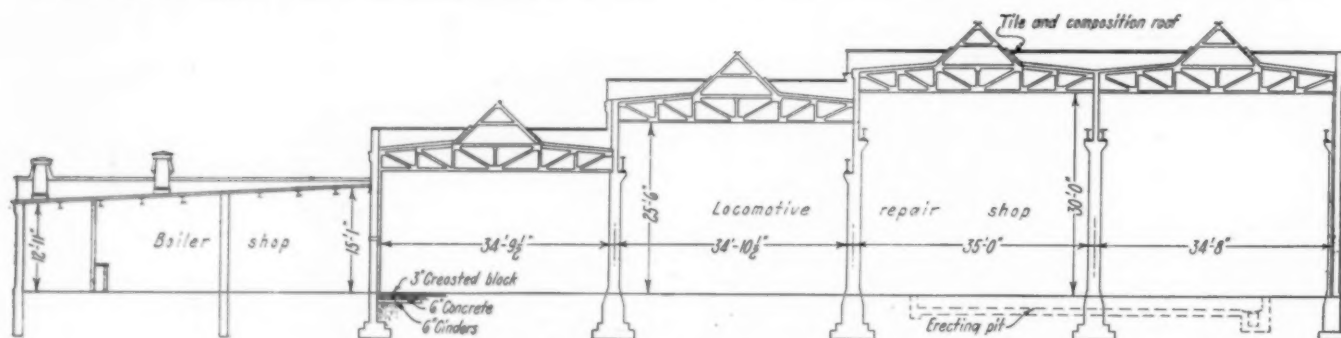 Tile and composition roof
Locomotive repair shop
Boiler shop
12'-11"
15'-1"
25'-6"
30'-0"
34'-9½"
34'-10½"
35'-0"
34'-8"
3" Creosted block
6" Concrete
6" Cinders
Erecting pit